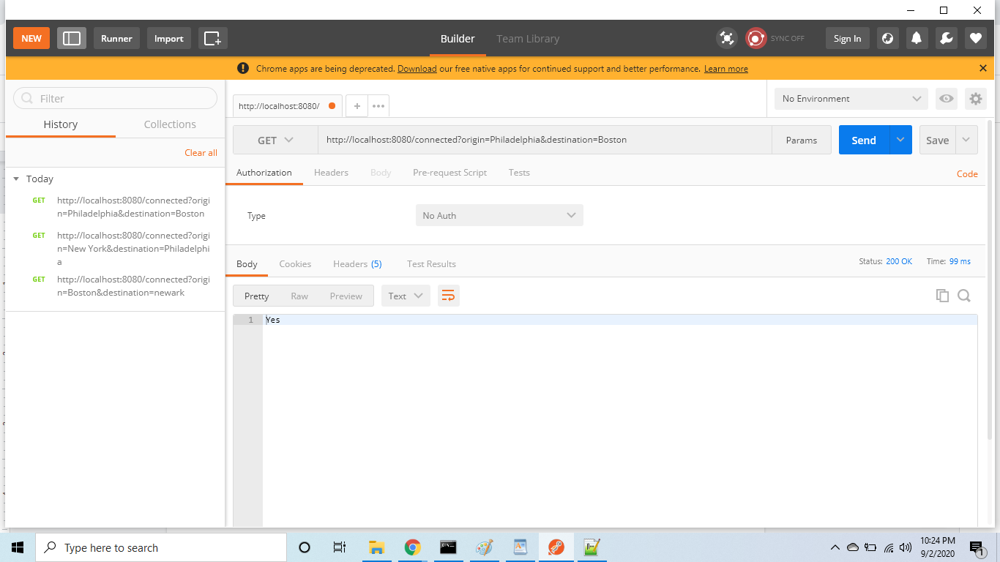 NEW
Runner
Import
Builder
Team Library
SYNC OFF
Sign In
Chrome apps are being deprecated. Download our free native apps for continued support and better performance. Learn more
Filter
History
Collections
Clear all
Today
GET http://localhost:8080/connected?origi
n=Philadelphia&destination=Boston
GET http://localhost:8080/connected?origi
n=New York&destination=Philadelphi
a
GET http://localhost:8080/connected?origi
n=Boston&destination=newark
http://localhost:8080/
No Environment
GET
http://localhost:8080/connected?origin=Philadelphia&destination=Boston
Params
Send
Save
Authorization
Headers
Body
Pre-request Script
Tests
Code
Type
No Auth
Body
Cookies
Headers (5)
Test Results
Status: 200 OK
Time: 99 ms
Pretty
Raw
Preview
Text
1 Yes
Type here to search
10:24 PM
9/2/2020
1